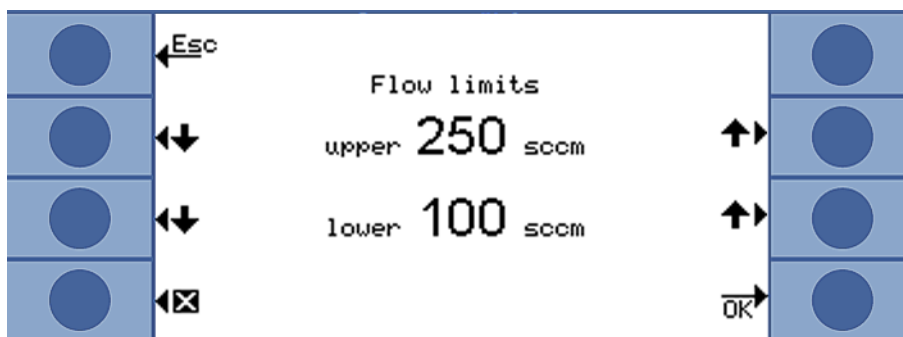 Esc
Flow limits
upper 250 sccm
lower 100 sccm
OK